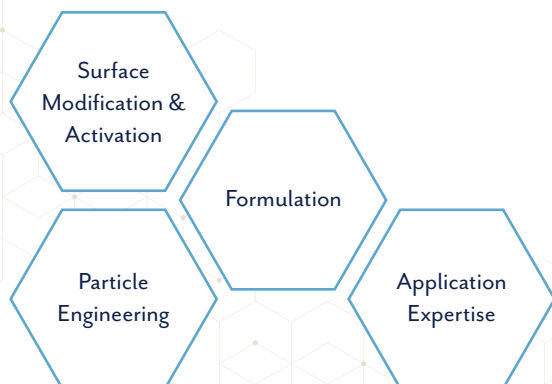 Surface
Modification &
Activation
Formulation
Particle
Engineering
Application
Expertise